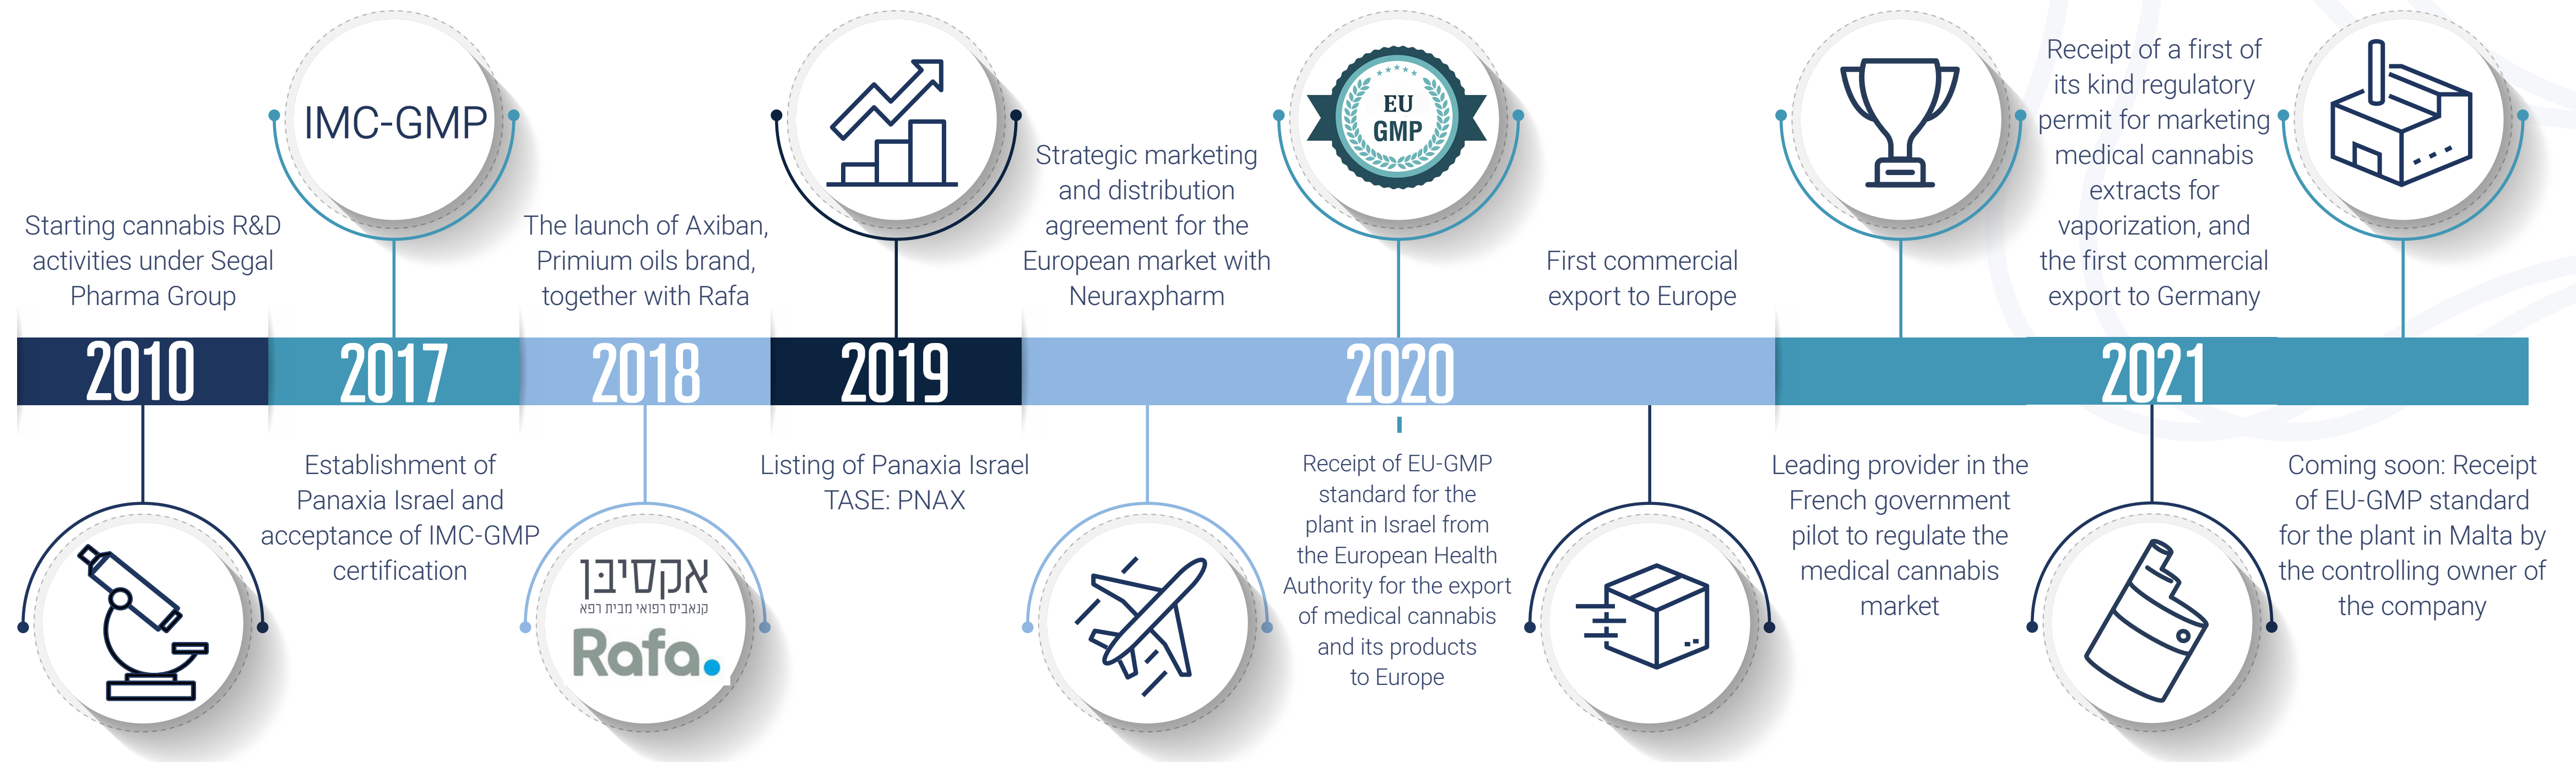 Starting cannabis R&D
activities under Segal
Pharma Group
2010
IMC-GMP
2017
Establishment of
Panaxia Israel and
acceptance of IMC-GMP
certification
The launch of Axiban,
Primium oils brand,
together with Rafa
2018
אקסיבן
קנאביס רפואי מבית רפא
Rafa.
2019
Listing of Panaxia Israel
TASE: PNAX
Strategic marketing
and distribution
agreement for the
European market with
Neuraxpharm
EU
GMP
2020
Receipt of EU-GMP
standard for the
plant in Israel from
the European Health
Authority for the export
of medical cannabis
and its products
to Europe
First commercial
export to Europe
Leading provider in the
French government
pilot to regulate the
medical cannabis
market
Receipt of a first of
its kind regulatory
permit for marketing
medical cannabis
extracts for
vaporization, and
the first commercial
export to Germany
2021
Coming soon: Receipt
of EU-GMP standard
for the plant in Malta by
the controlling owner of
the company